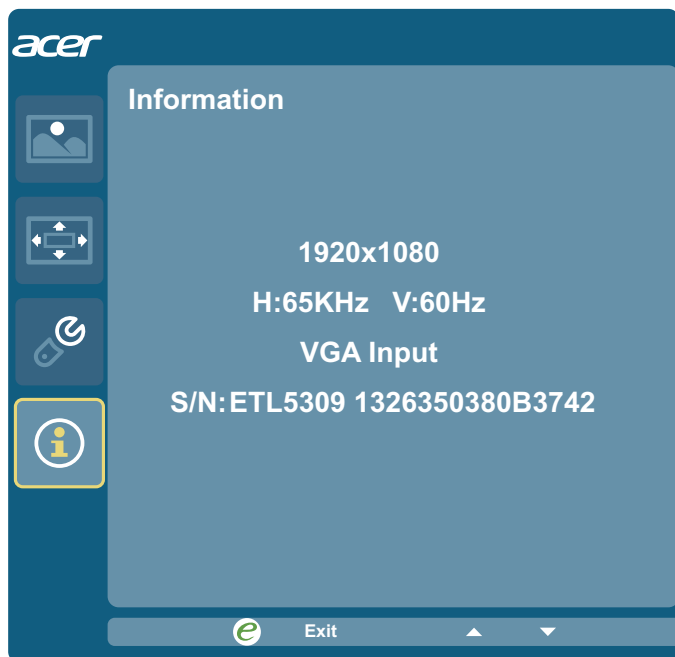 acer
Information
1920x1080
H:65KHz V:60Hz
VGA Input
S/N:ETL5309 1326350380B3742
e Exit